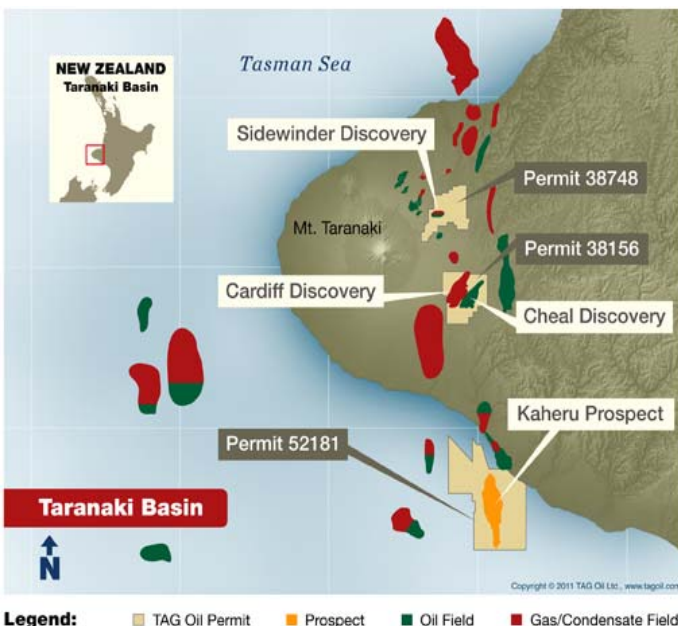 NEW ZEALAND
Taranaki Basin
Tasman Sea
Sidewinder Discovery
Permit 38748
Mt. Taranaki
Permit 38156
Cardiff Discovery
Cheal Discovery
Kaheru Prospect
Permit 52181
Taranaki Basin
N
Copyright © 2011 TAG Oil Ltd., www.tagoil.com
Legend: TAG Oil Permit Prospect Oil Field Gas/Condensate Field